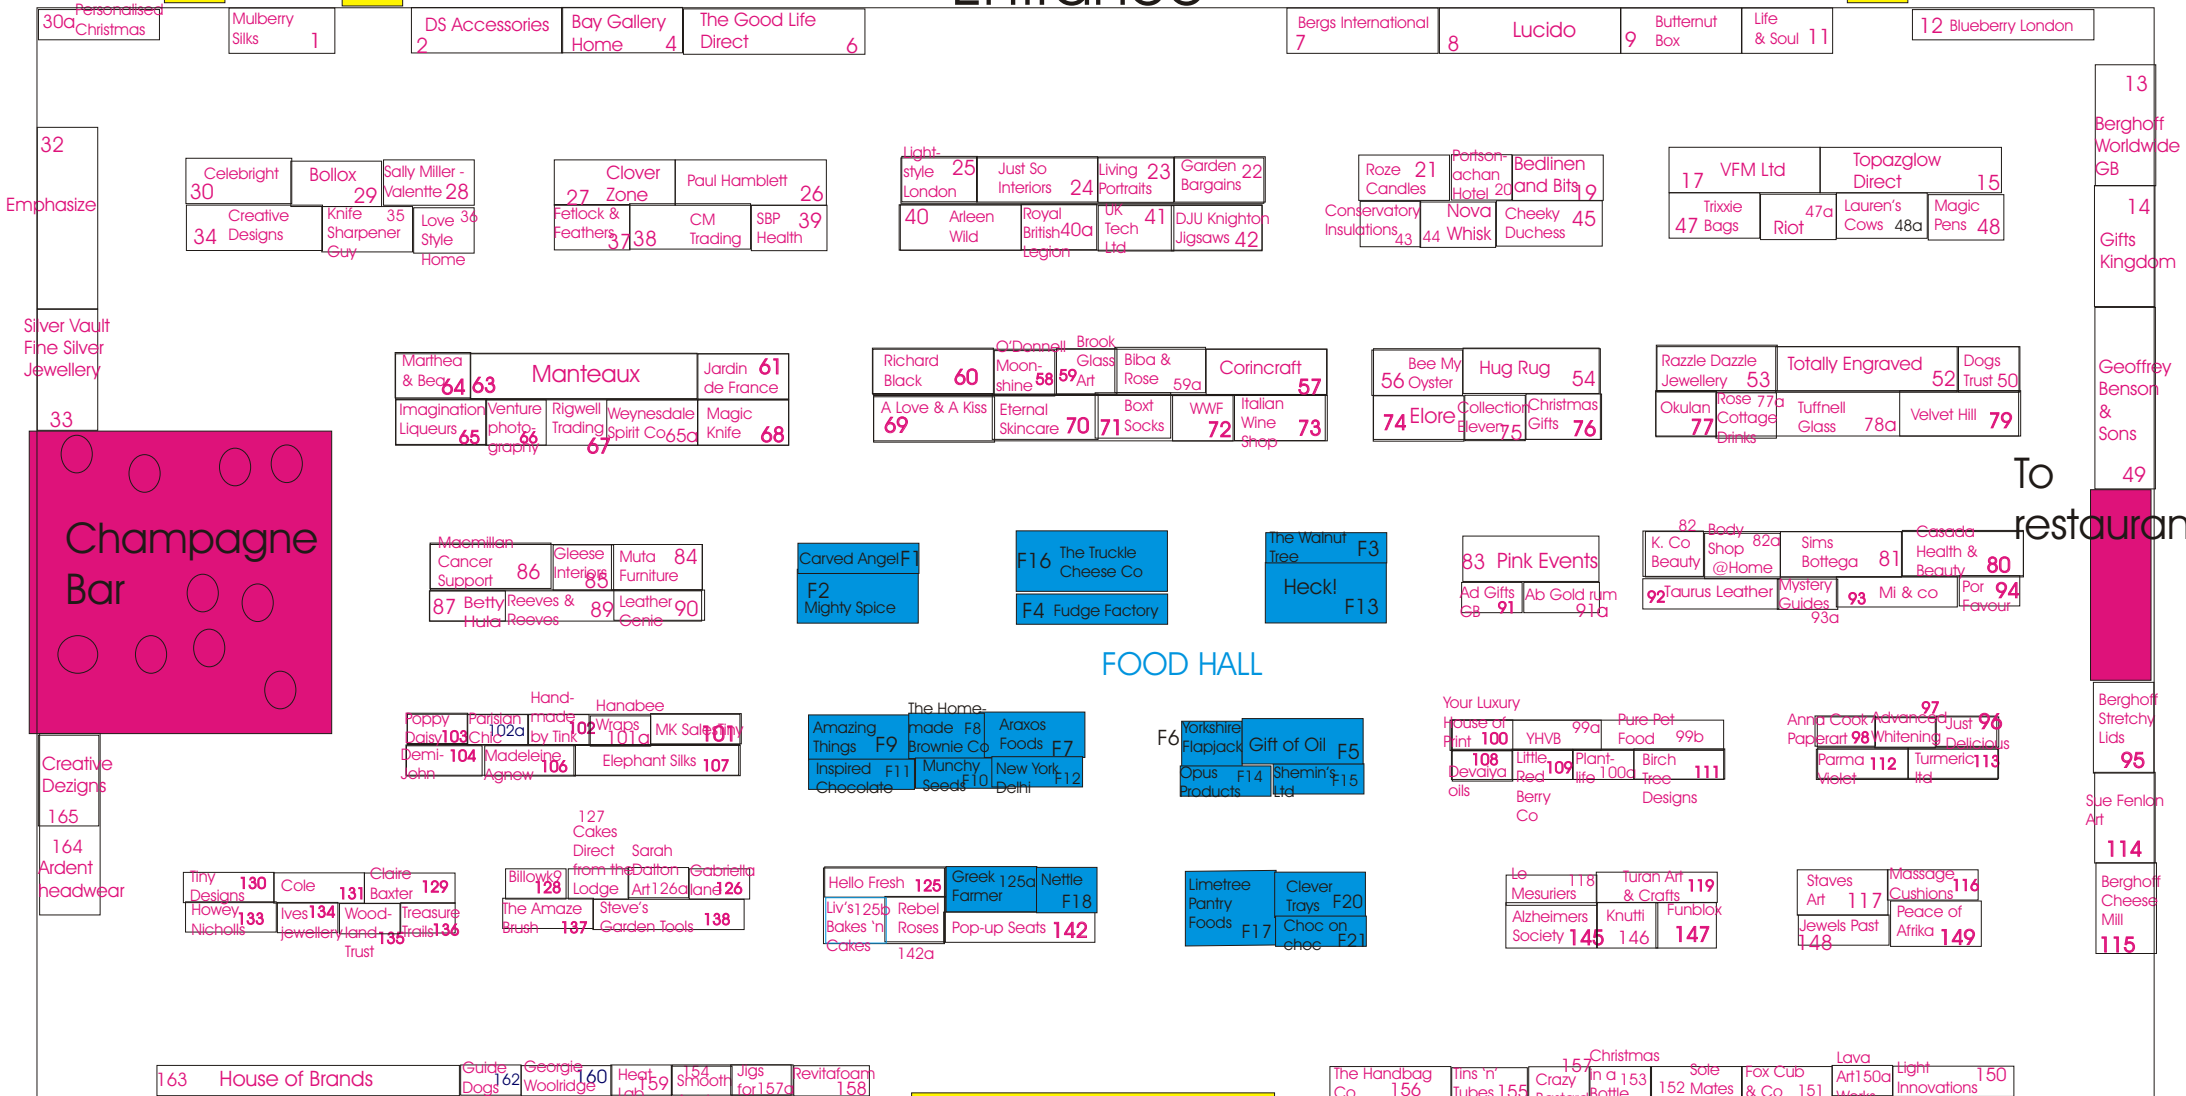 Entrance
30a Personalised
Christmas
Mulberry
Silks 1
DS Accessories
2
Bay Gallery
Home 4
The Good Life
Direct 6
Bergs International
7
8 Lucido
Butternut
9 Box
Life
& Soul 11
12 Blueberry London
13
Berghoff
Worldwide
GB
14
Gifts
Kingdom
Geoffrey
Benson
&
Sons
49
32
Emphasize
Silver Vault
Fine Silver
Jewellery
33
Celebright
30
Bollox
29
Sally Miller -
Valentte 28
Creative
34 Designs
Knife 35
Sharpener
Guy
Love 36
Style
Home
Clover
27 Zone
Paul Hamblett
26
Fetlock &
Feathers 37
38 CM
Trading
SBP 39
Health
Light-
style 25
London
Just So
Interiors 24
Living 23
Portraits
Garden 22
Bargains
40 Arleen
Wild
Royal
British 40a
Legion
UK 41
Tech
Ltd
DJU Knighton
Jigsaws 42
Roze 21
Candles
Portson-
achan
Hotel 20
Bedlinen
and Bits 19
Conservatory
Insulations 43
Nova
44 Whisk
Cheeky 45
Duchess
17 VFM Ltd
Topazglow
Direct 15
Trixxie
47 Bags
47a
Riot
Lauren's
Cows 48a
Magic
Pens 48
Marthea
& Bea 64
63 Manteaux
Jardin 61
de France
Imagination
Liqueurs 65
Venture
photo- 66
graphy
Rigwell
Trading
67
Weynesdale
Spirit Co 65a
Magic
Knife 68
Richard
Black 60
O'Donnell
Moon-
shine 58
Brook
Glass
59 Art
Biba &
Rose 59a
Corincraft
57
A Love & A Kiss
69
Eternal
Skincare 70
Boxt
71 Socks
WWF
72
Italian
Wine 73
Shop
Bee My
56 Oyster
Hug Rug 54
74 Elore
Collection
Eleven 75
Christmas
Gifts 76
Razzle Dazzle
Jewellery 53
Totally Engraved
52
Dogs
Trust 50
Okulan
77
Rose 77a
Cottage
Drinks
Tuffnell
Glass 78a
Velvet Hill 79
To
restauran
Champagne
Bar
Macmillan
Cancer
Support 86
Gleese
Interiors
85
Muta 84
Furniture
87 Betty
Hula
Reeves &
Reeves 89
Leather 90
Genie
Carved Angel F1
F2
Mighty Spice
F16 The Truckle
Cheese Co
F4 Fudge Factory
The Walnut
Tree F3
Heck!
F13
83 Pink Events
Ad Gifts
GB 91
Ab Gold rum
91a
82
K. Co
Beauty
Body
Shop 82a
@Home
Sims
Bottega 81
Casada
Health &
Beauty 80
92 Taurus Leather
Mystery
Guides
93a
93 Mi & co
Por 94
Favour
FOOD HALL
Poppy
Daisy 103
Parisian
Chic 102a
Hand-
made 102
by Tink
Hanabee
Wraps
101a
MK Salestiny
101
Demi- 104
John
Madeleine
Agnew 106
Elephant Silks 107
Amazing
Things F9
The Home-
made F8
Brownie Co
Araxos
Foods F7
Inspired F11
Chocolate
Munchy
Seeds F10
New York
Delhi F12
F6 Yorkshire
Flapjack
Gift of Oil F5
Opus F14
Products
Shemin's F15
Ltd
Your Luxury
House of
Print 100
YHVB 99a
Pure Pet
Food 99b
108
Devaiya
oils
Little 109
Red
Berry
Co
Plant-
life 100a
Birch
Tree 111
Designs
Anna Cook
Paperart 98
97
Advanced
Whitening
Just 96
Delicious
Parma 112
Violet
Turmeric 113
ltd
Berghoff
Stretchy
Lids
95
Sue Fenlon
Art
114
Berghoff
Cheese
Mill
115
Creative
Dezigns
165
164
Ardent
headwear
Tiny
Designs 130
Cole
131
Claire
Baxter 129
Howey 133
Nicholls
Ives 134
jewellery
Wood-
land 135
Trust
Treasure
Trails 136
Billowk9
128
127
Cakes
Direct
from the
Lodge
Sarah
Dalton
Art 126a
Gabriella
lane 126
The Amaze
Brush 137
Steve's
Garden Tools 138
Hello Fresh 125
Greek 125a
Farmer
Nettle
F18
Liv's 125b
Bakes 'n
Cakes
Rebel
Roses
142a
Pop-up Seats 142
Limetree
Pantry
Foods F17
Clever
Trays F20
Choc on
choc F21
Le
Mesuriers 118
Turan Art
& Crafts 119
Alzheimers
Society 145
Knutti
146
Funblox
147
Staves
Art 117
Massage
Cushions 116
Jewels Past
148
Peace of
Afrika 149
163 House of Brands
Guide
Dogs 162
Georgie
Woolridge 160
Heat
Lab 159
154
Smooth
Jigs
for 157a
Revitafoam
158
The Handbag
Co 156
Tins 'n'
Tubes 155
157
Crazy
Christmas
in a 153
Bottle
Sole
152 Mates
Fox Cub
& Co 151
Lava
Art 150a
Works
Light
Innovations 150